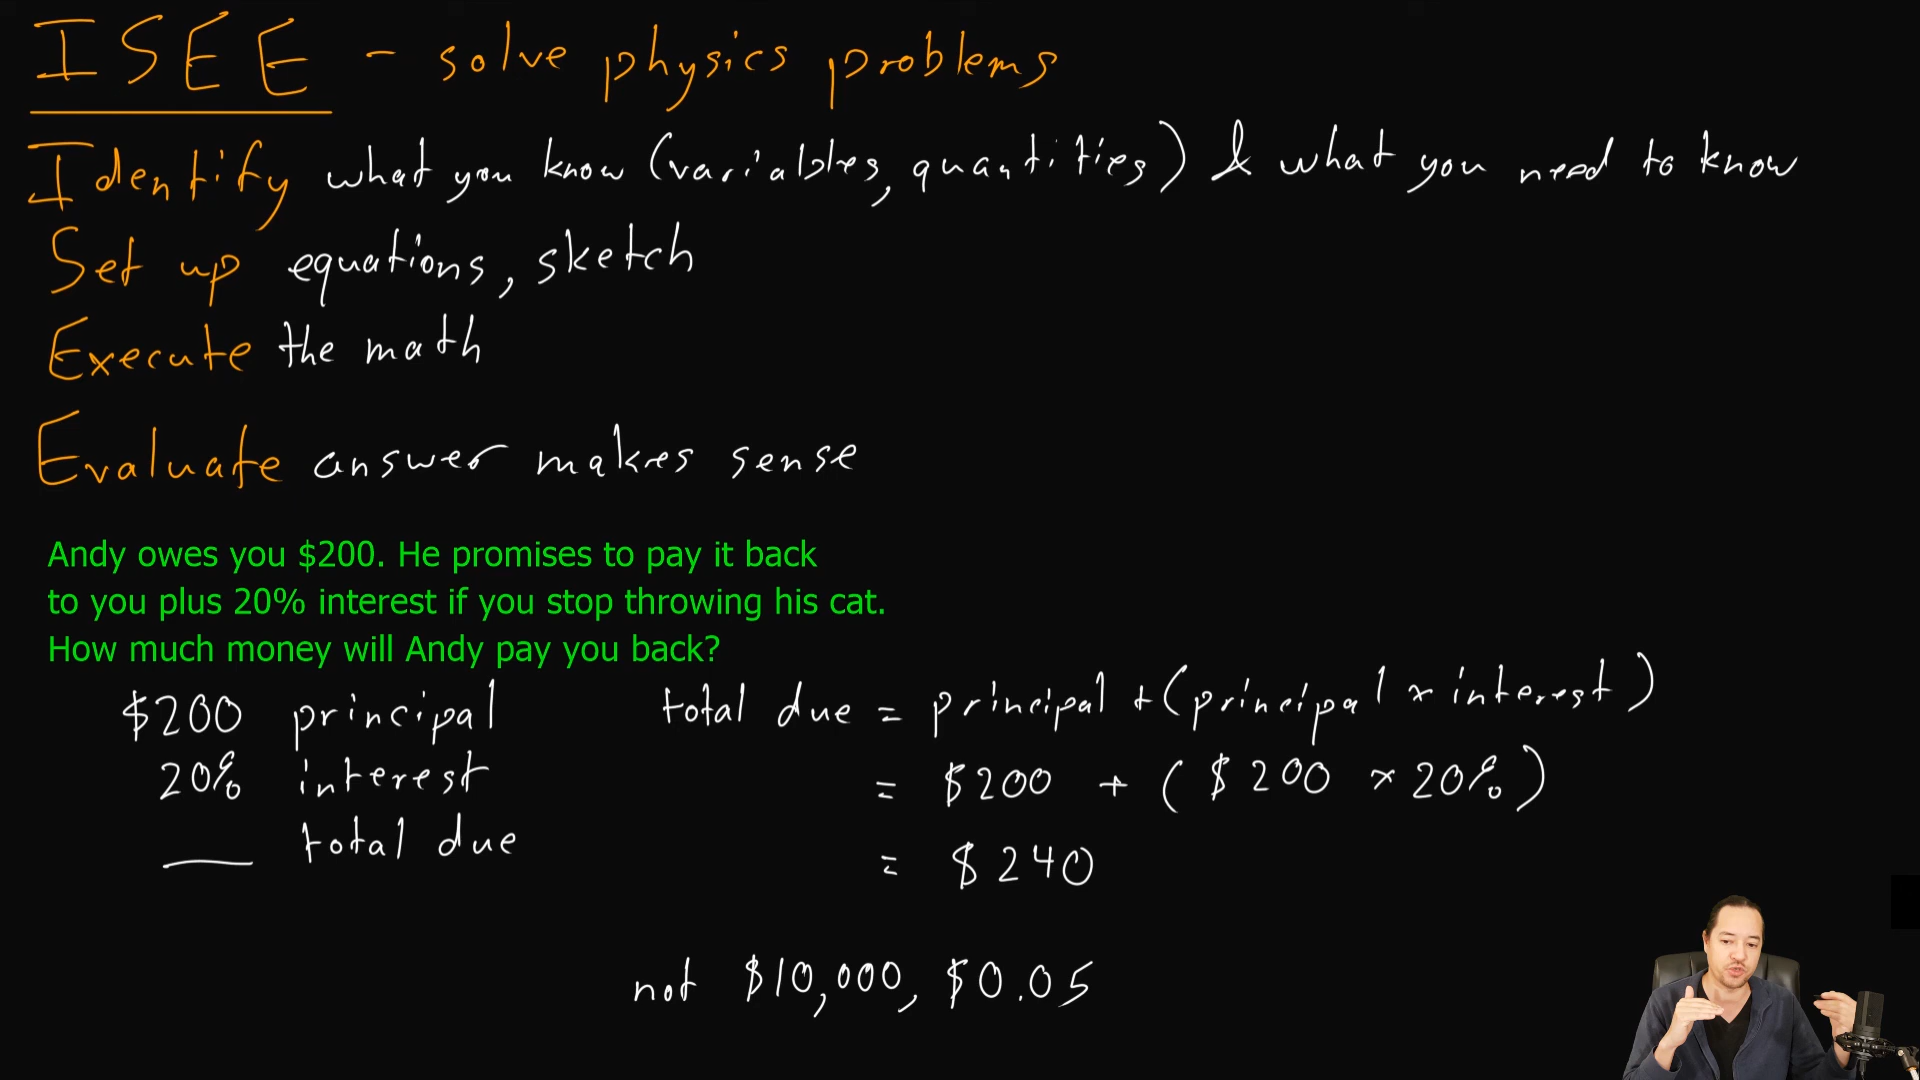 ISEE - solve physics problems
Identify what you know (variables, quantities) & what you need to know
Set up equations, sketch
Execute the math
Evaluate answer makes sense
Andy owes you $200. He promises to pay it back
to you plus 20% interest if you stop throwing his cat.
How much money will Andy pay you back?
$200 principal
20% interest
___ total due
total due = principal + (principal × interest)
= $200 + ($200 × 20%)
= $240
not $10,000, $0.05